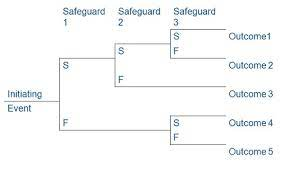 Safeguard 1
Safeguard 2
Safeguard 3
S
Outcome1
S
F
S
Outcome 2
F
Outcome 3
Initiating
Event
S
F
F
Outcome 4
Outcome 5